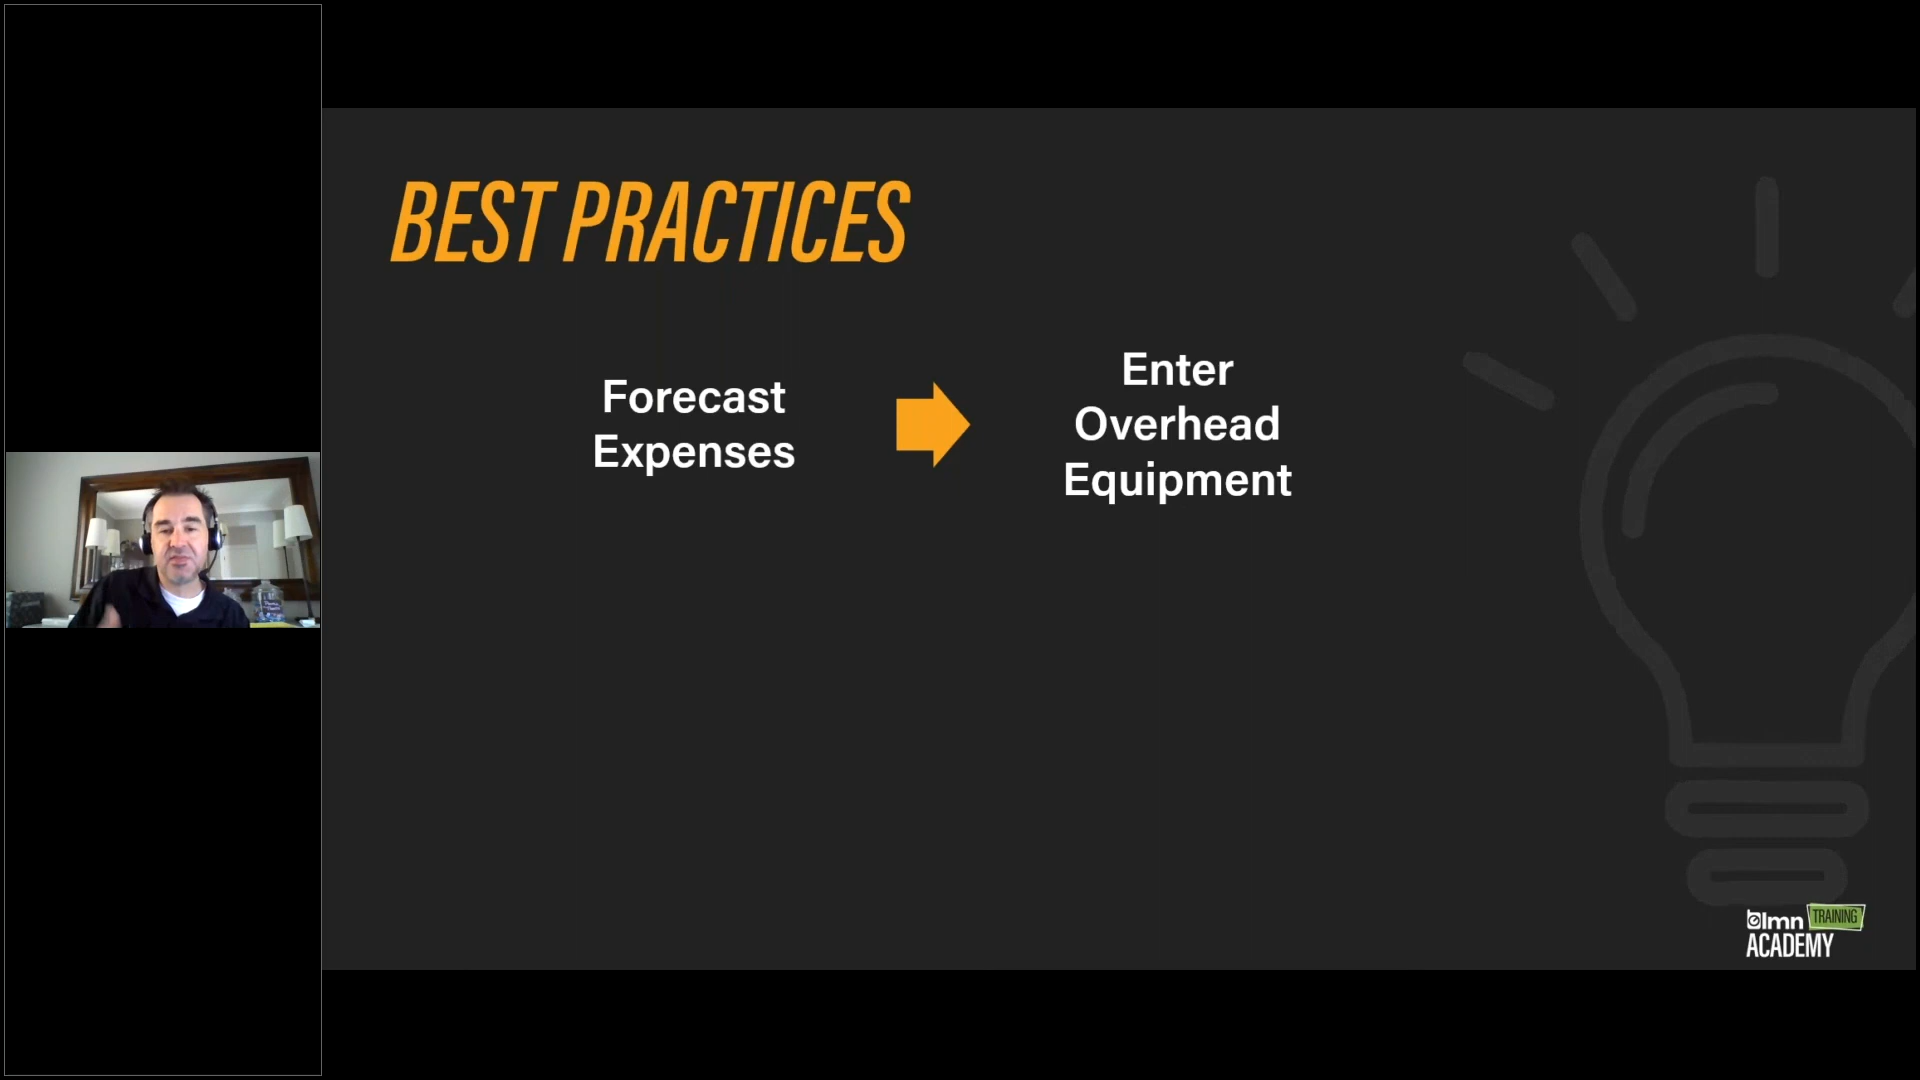 BEST PRACTICES
Forecast
Expenses
Enter
Overhead
Equipment
lmn TRAINING
ACADEMY